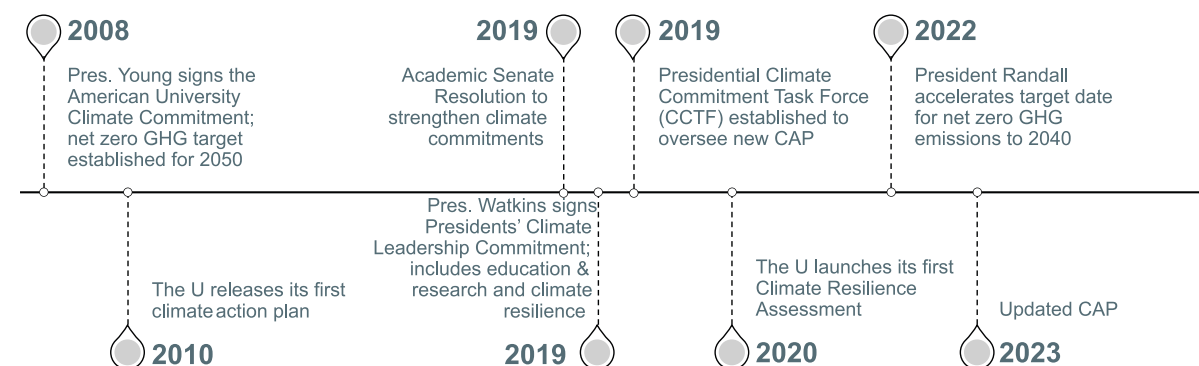 2008
Pres. Young signs the
American University
Climate Commitment;
net zero GHG target
established for 2050
2019
Academic Senate
Resolution to
strengthen climate
commitments
2019
Presidential Climate
Commitment Task Force
(CCTF) established to
oversee new CAP
2022
President Randall
accelerates target date
for net zero GHG
emissions to 2040
The U releases its first
climate action plan
2010
Pres. Watkins signs
Presidents’ Climate
Leadership Commitment;
includes education &
research and climate
resilience
2019
The U launches its first
Climate Resilience
Assessment
2020
Updated CAP
2023